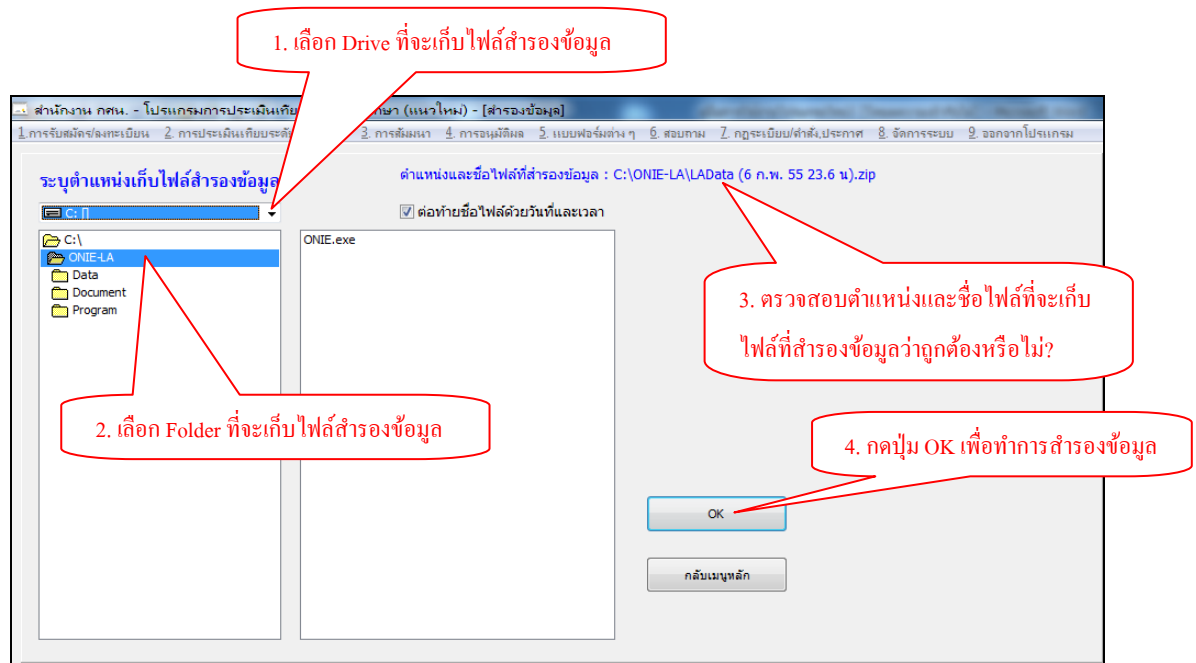 1. เลือก Drive ที่จะเก็บไฟล์สำรองข้อมูล
สำนักงาน กศน. - โปรแกรมการประเมินเทีย ษา (แนวใหม่) - [สำรองข้อมูล]
1.การรับสมัคร/ลงทะเบียน 2. การประเมินเทียบระดั 3. การสัมมนา 4. การอนุมัติผล 5. แบบฟอร์มต่าง ๆ 6. สอบถาม 7. กฎระเบียบ/คำสั่ง,ประกาศ 8. จัดการระบบ 9. ออกจากโปรแกรม
ระบุตำแหน่งเก็บไฟล์สำรองข้อมูล
ตำแหน่งและชื่อไฟล์ที่สำรองข้อมูล : C:\ONIE-LA\LAData (6 ก.พ. 55 23.6 น).zip
C: []
ต่อท้ายชื่อไฟล์ด้วยวันที่และเวลา
C:\
ONIE-LA
Data
Document
Program
ONIE.exe
3. ตรวจสอบตำแหน่งและชื่อไฟล์ที่จะเก็บ
ไฟล์ที่สำรองข้อมูลว่าถูกต้องหรือไม่?
2. เลือก Folder ที่จะเก็บไฟล์สำรองข้อมูล
4. กดปุ่ม OK เพื่อทำการสำรองข้อมูล
OK
กลับเมนูหลัก